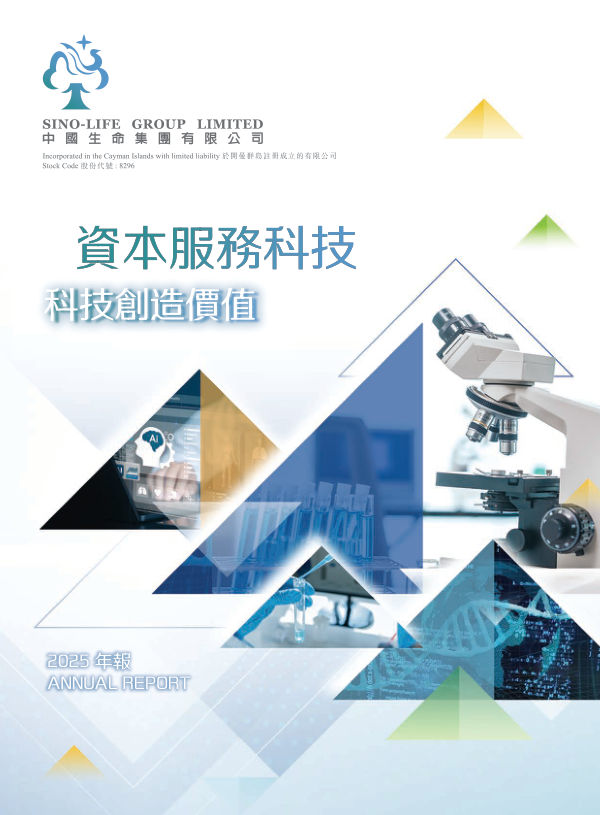 SINO-LIFE GROUP LIMITED
中國生命集團有限公司
Incorporated in the Cayman Islands with limited liability 於開曼群島註冊成立的有限公司
Stock Code 股份代號 : 8296
資本服務科技
科技創造價值
AI
AI
2025 年報
ANNUAL REPORT